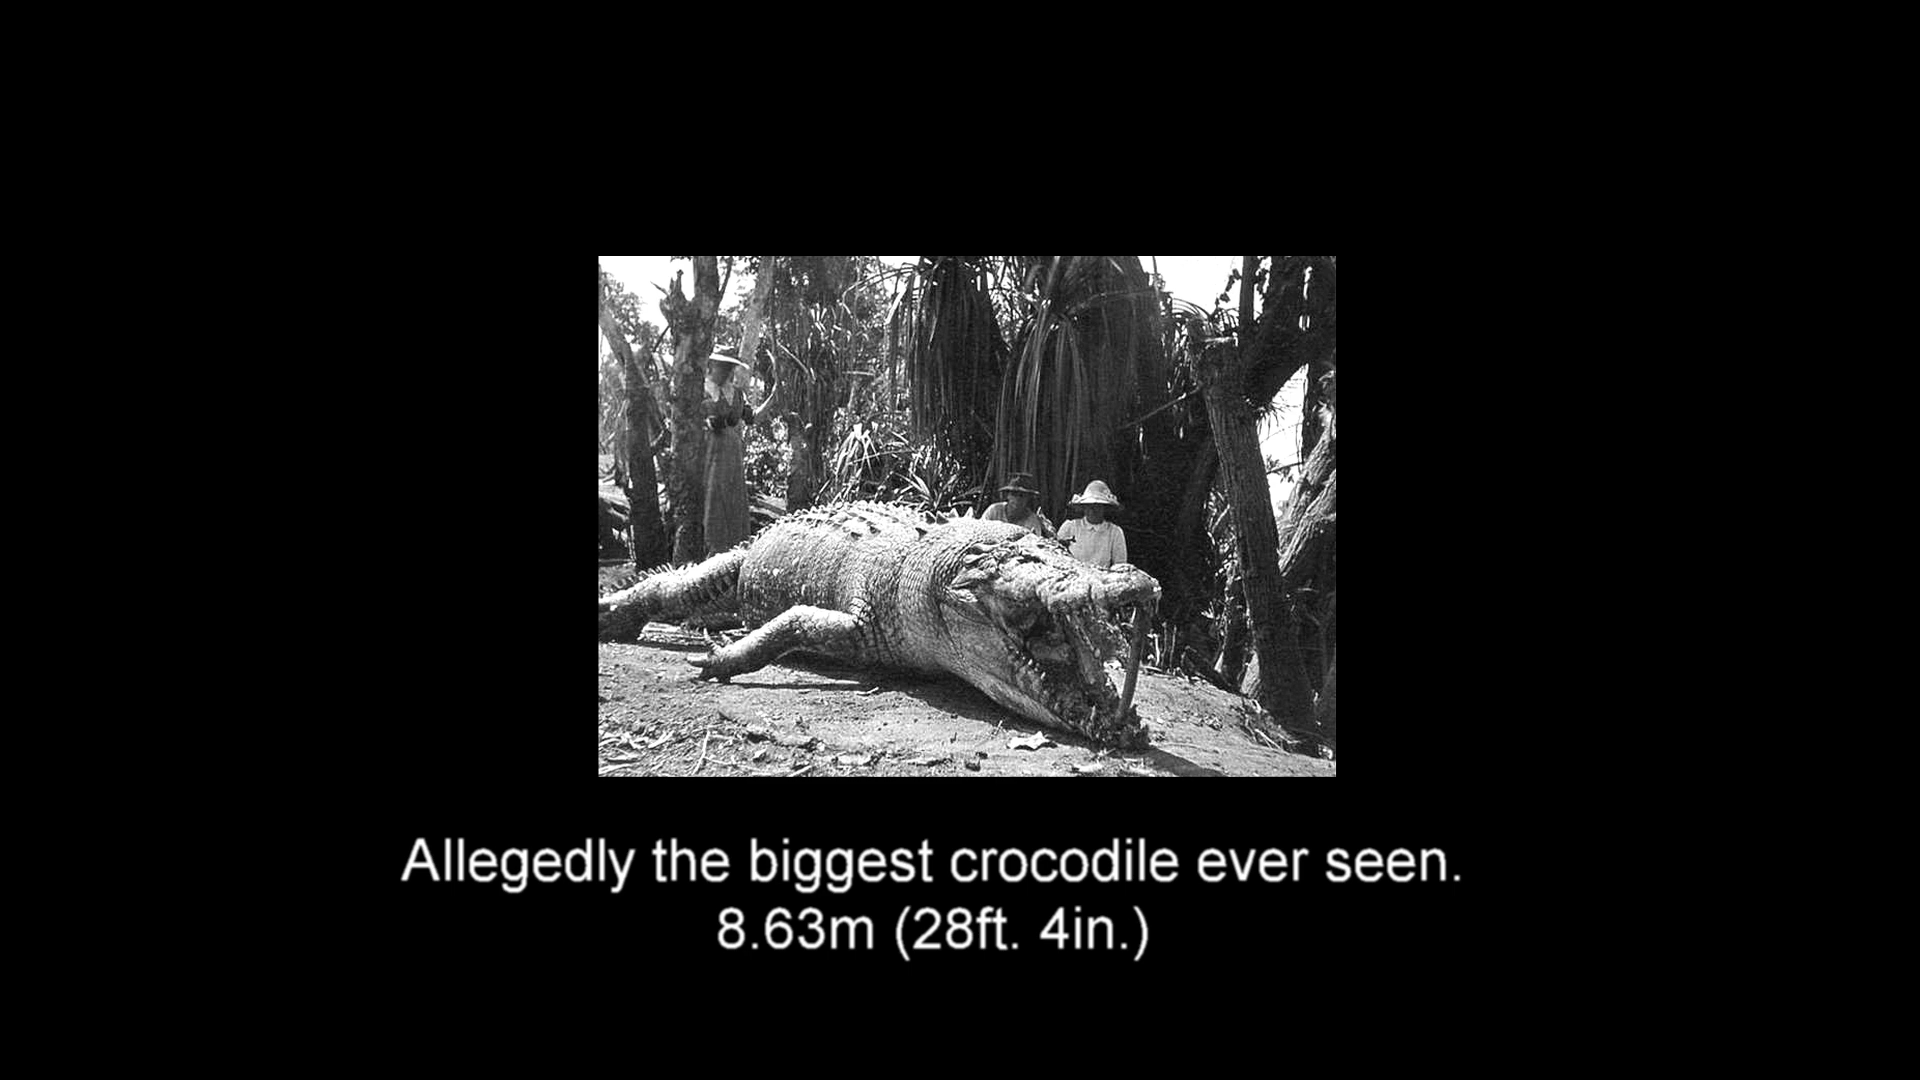 Allegedly the biggest crocodile ever seen.
8.63m (28ft. 4in.)